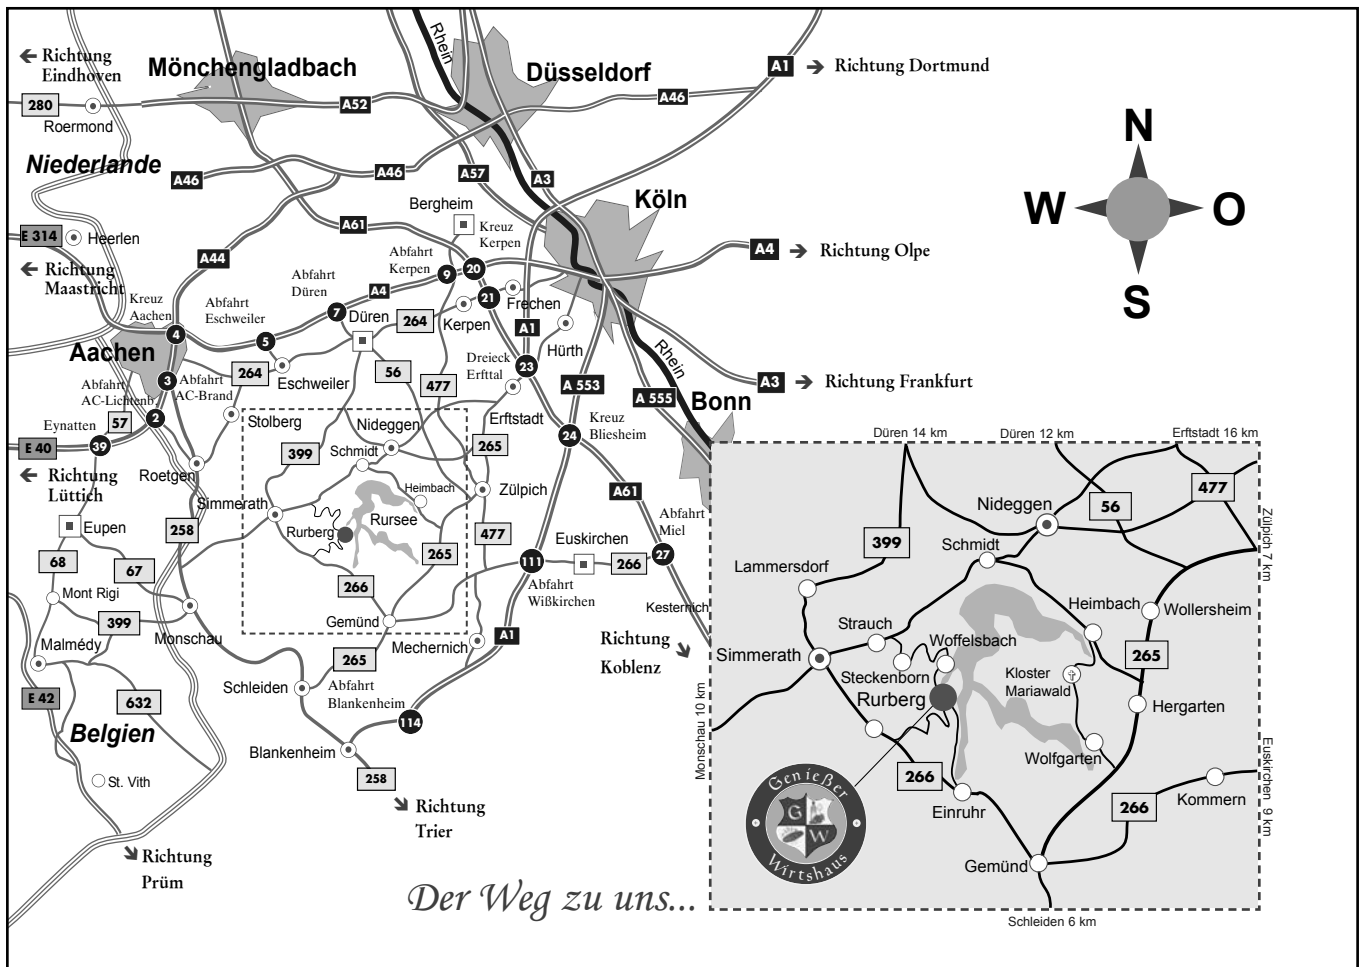 Richtung
Eindhoven
Mönchengladbach
Rhein
Düsseldorf
A1
Richtung Dortmund
280
Roermond
A52
A46
Niederlande
A46
A46
A57
A3
Köln
N
W
O
S
Bergheim
A61
Kreuz
Kerpen
E 314
Heerlen
A44
Abfahrt
Kerpen
9
20
A4
Richtung Olpe
Richtung
Maastricht
Abfahrt
Düren
A4
21
Frechen
Kreuz
Aachen
Abfahrt
Eschweiler
7
Düren
264
Kerpen
A1
Hürth
Rhein
4
5
Aachen
264
Eschweiler
56
477
Dreieck
Erfttal
23
A 553
A 555
A3
Richtung Frankfurt
Bonn
3
Abfahrt
AC-Brand
Abfahrt
AC-Lichtenb.
2
57
Stolberg
Eynatten
39
E 40
Richtung
Lüttich
Roetgen
Nideggen
399
Schmidt
Erftstadt
265
24
Kreuz
Bliesheim
Simmerath
Heimbach
Zülpich
A61
Rurberg
Rursee
Eupen
258
477
Abfahrt
Miel
Euskirchen
265
68
67
111
266
27
Mont Rigi
266
Abfahrt
Wißkirchen
Kesternich
399
Monschau
Gemünd
Mechernich
A1
Richtung
Koblenz
Malmédy
265
Schleiden
Abfahrt
Blankenheim
E 42
632
Belgien
114
Blankenheim
St. Vith
258
Richtung
Trier
Richtung
Prüm
Der Weg zu uns...
Düren 14 km
Düren 12 km
Erftstadt 16 km
Nideggen
56
477
Zülpich 7 km
399
Schmidt
Lammersdorf
Heimbach
Wollersheim
Strauch
Woffelsbach
Simmerath
265
Steckenborn
Kloster
Mariawald
Rurberg
Hergarten
Monschau 10 km
Wolfgarten
Euskirchen 9 km
266
Kommern
266
Einruhr
Genießer
G
W
Wirtshaus
Gemünd
Schleiden 6 km